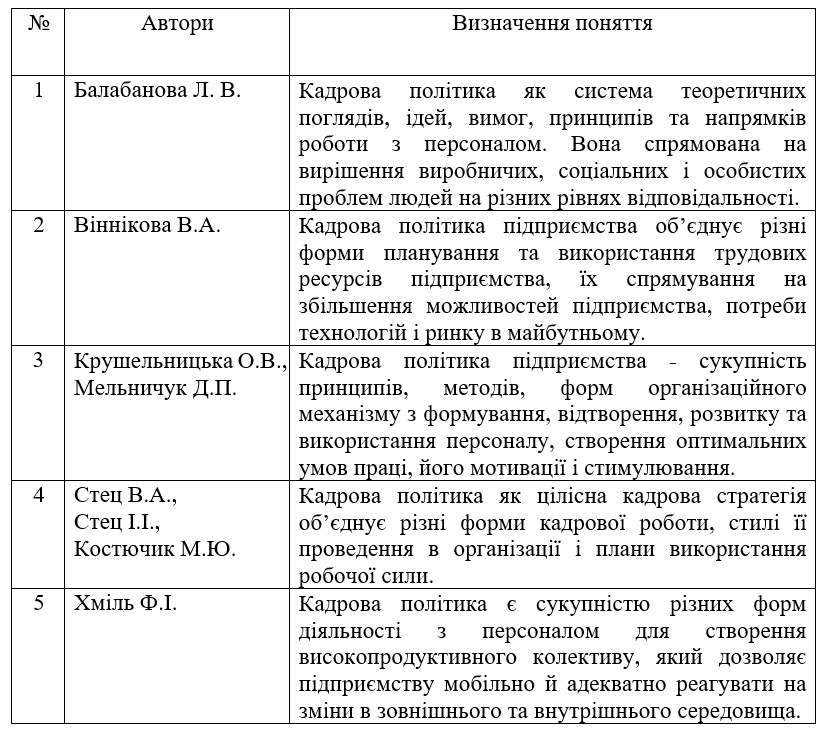 № Автори Визначення поняття
1 Балабанова Л. В. Кадрова політика як система теоретичних
поглядів, ідей, вимог, принципів та напрямків
роботи з персоналом. Вона спрямована на
вирішення виробничих, соціальних і особистих
проблем людей на різних рівнях відповідальності.
2 Віннікова В.А. Кадрова політика підприємства об’єднує різні
форми планування та використання трудових
ресурсів підприємства, їх спрямування на
збільшення можливостей підприємства, потреби
технологій і ринку в майбутньому.
3 Крушельницька О.В., Кадрова політика підприємства - сукупність
Мельничук Д.П. принципів, методів, форм організаційного
механізму з формування, відтворення, розвитку та
використання персоналу, створення оптимальних
умов праці, його мотивації і стимулювання.
4 Стец В.А., Кадрова політика як цілісна кадрова стратегія
Стец І.І., об’єднує різні форми кадрової роботи, стилі її
Костючик М.Ю. проведення в організації і плани використання
робочої сили.
5 Хміль Ф.І. Кадрова політика є сукупністю різних форм
діяльності з персоналом для створення
високопродуктивного колективу, який дозволяє
підприємству мобільно й адекватно реагувати на
зміни в зовнішнього та внутрішнього середовища.